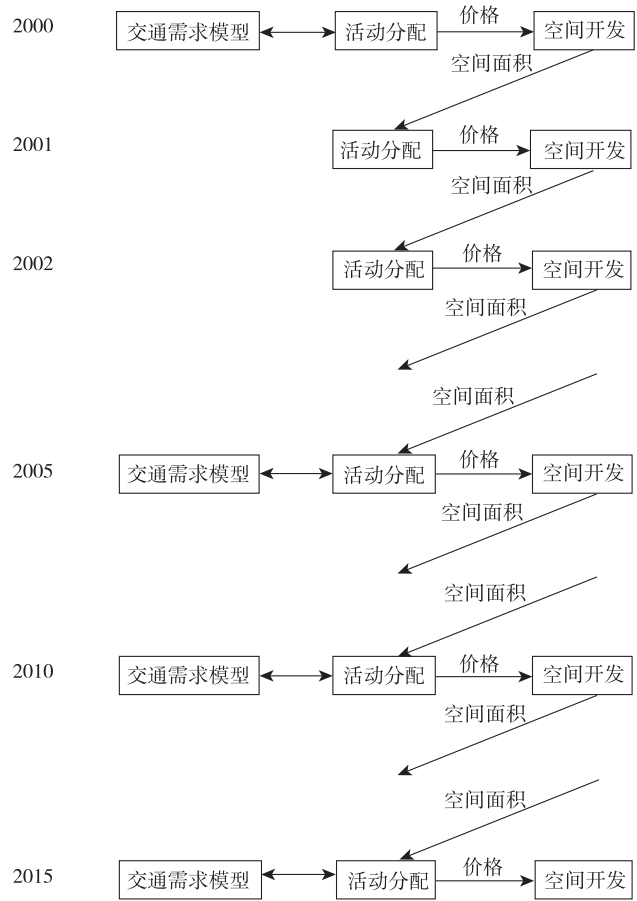 2000 交通需求模型 活动分配 价格 空间开发
空间面积
2001 活动分配 价格 空间开发
空间面积
2002 活动分配 价格 空间开发
空间面积
空间面积
2005 交通需求模型 活动分配 价格 空间开发
空间面积
空间面积
2010 交通需求模型 活动分配 价格 空间开发
空间面积
空间面积
2015 交通需求模型 活动分配 价格 空间开发